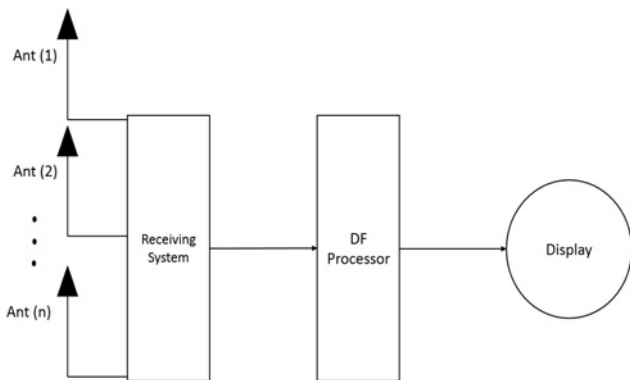 Ant (1)
Ant (2)
Ant (n)
Receiving
System
DF
Processor
Display